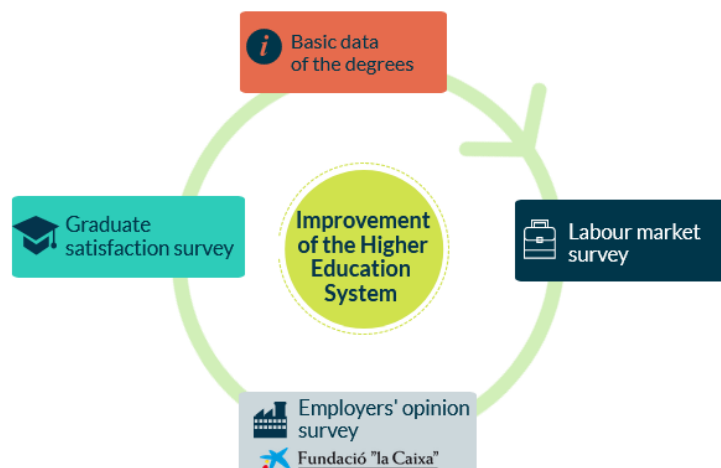 i Basic data
of the degrees
Graduate
satisfaction survey
Improvement
of the Higher
Education
System
Labour market
survey
Employers' opinion
survey
Fundació "la Caixa"